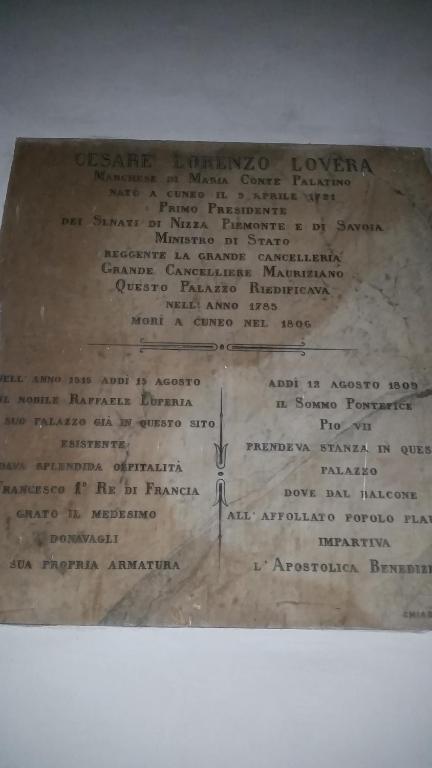 CESARE LORENZO LOVERA
MARCHESE DI MARIA CONTE PALATINO
NATO A CUNEO IL 9 APRILE 1721
PRIMO PRESIDENTE
DEI SENATI DI NIZZA PIEMONTE E DI SAVOIA
MINISTRO DI STATO
REGGENTE LA GRANDE CANCELLERIA
GRANDE CANCELLIERE MAURIZIANO
QUESTO PALAZZO RIEDIFICAVA
NELL' ANNO 1785
MORÌ A CUNEO NEL 1806
NELL' ANNO 1515 ADDÌ 15 AGOSTO
IL NOBILE RAFFAELE LUPERIA
SUO PALAZZO GIÀ IN QUESTO SITO
ESISTENTE
DAVA SPLENDIDA OSPITALITÀ
FRANCESCO 1° RE DI FRANCIA
GRATO IL MEDESIMO
DONAVAGLI
SUA PROPRIA ARMATURA
ADDÌ 12 AGOSTO 1809
IL SOMMO PONTEFICE
PIO VII
PRENDEVA STANZA IN QUES
PALAZZO
DOVE DAL BALCONE
ALL' AFFOLLATO POPOLO PLAU
IMPARTIVA
L' APOSTOLICA BENEDIZI